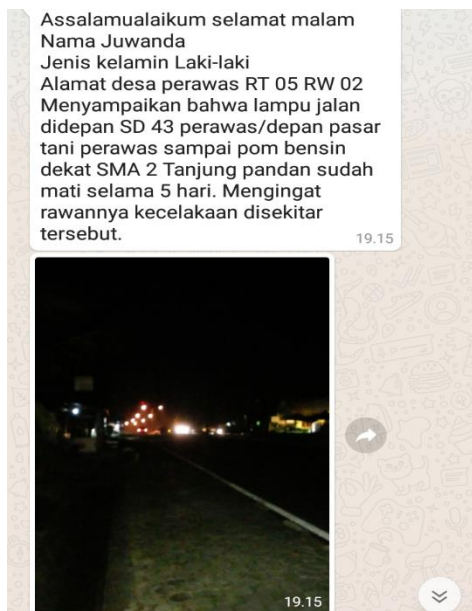 Assalamualaikum selamat malam
Nama Juwanda
Jenis kelamin Laki-laki
Alamat desa perawas RT 05 RW 02
Menyampaikan bahwa lampu jalan
didepan SD 43 perawas/depan pasar
tani perawas sampai pom bensin
dekat SMA 2 Tanjung pandan sudah
mati selama 5 hari. Mengingat
rawannya kecelakaan disekitar
tersebut.
19.15
19.15